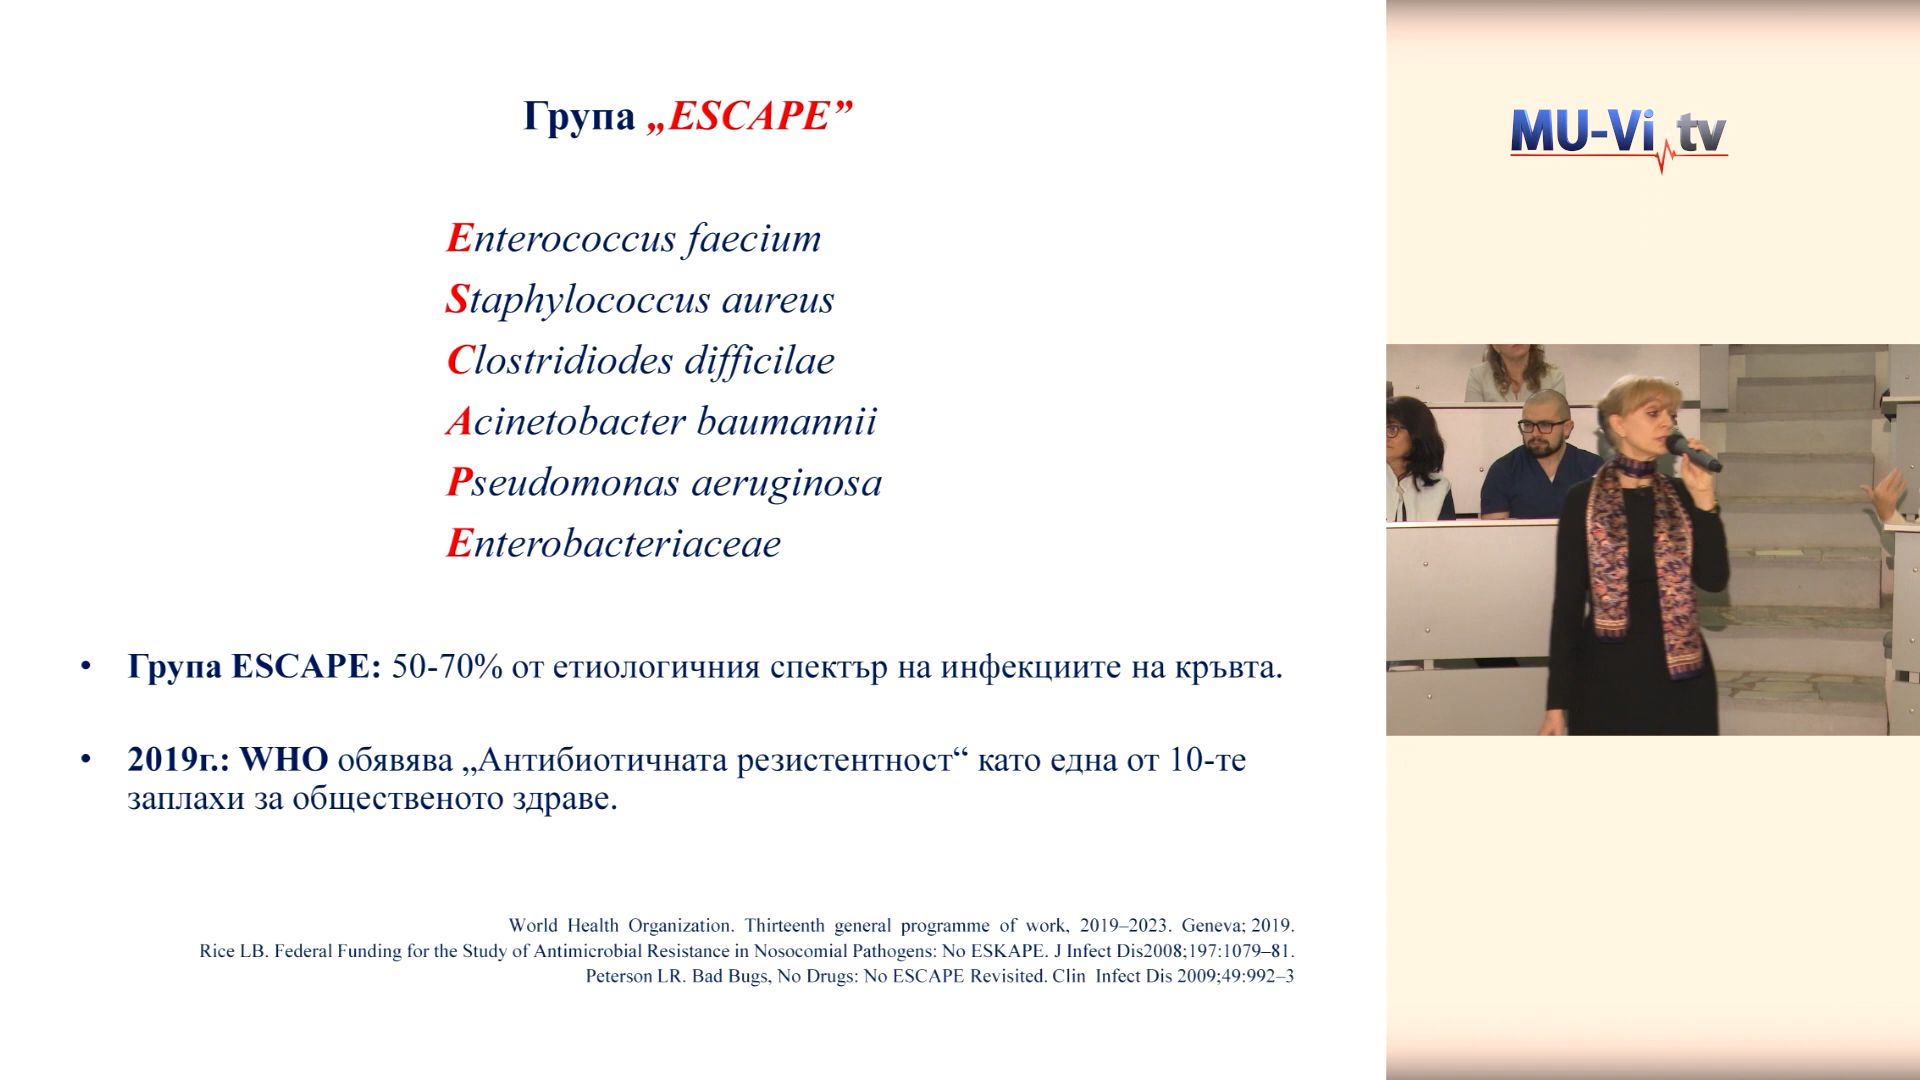 Група „ESCAPE”
MU-Vi tv
Enterococcus faecium
Staphylococcus aureus
Clostridiodes difficilae
Acinetobacter baumannii
Pseudomonas aeruginosa
Enterobacteriaceae
• Група ESCAPE: 50-70% от етиологичния спектър на инфекциите на кръвта.
• 2019г.: WHO обявява „Антибиотичната резистентност“ като една от 10-те
заплахи за общественото здраве.
World Health Organization. Thirteenth general programme of work, 2019–2023. Geneva; 2019.
Rice LB. Federal Funding for the Study of Antimicrobial Resistance in Nosocomial Pathogens: No ESKAPE. J Infect Dis2008;197:1079–81.
Peterson LR. Bad Bugs, No Drugs: No ESCAPE Revisited. Clin Infect Dis 2009;49:992–3